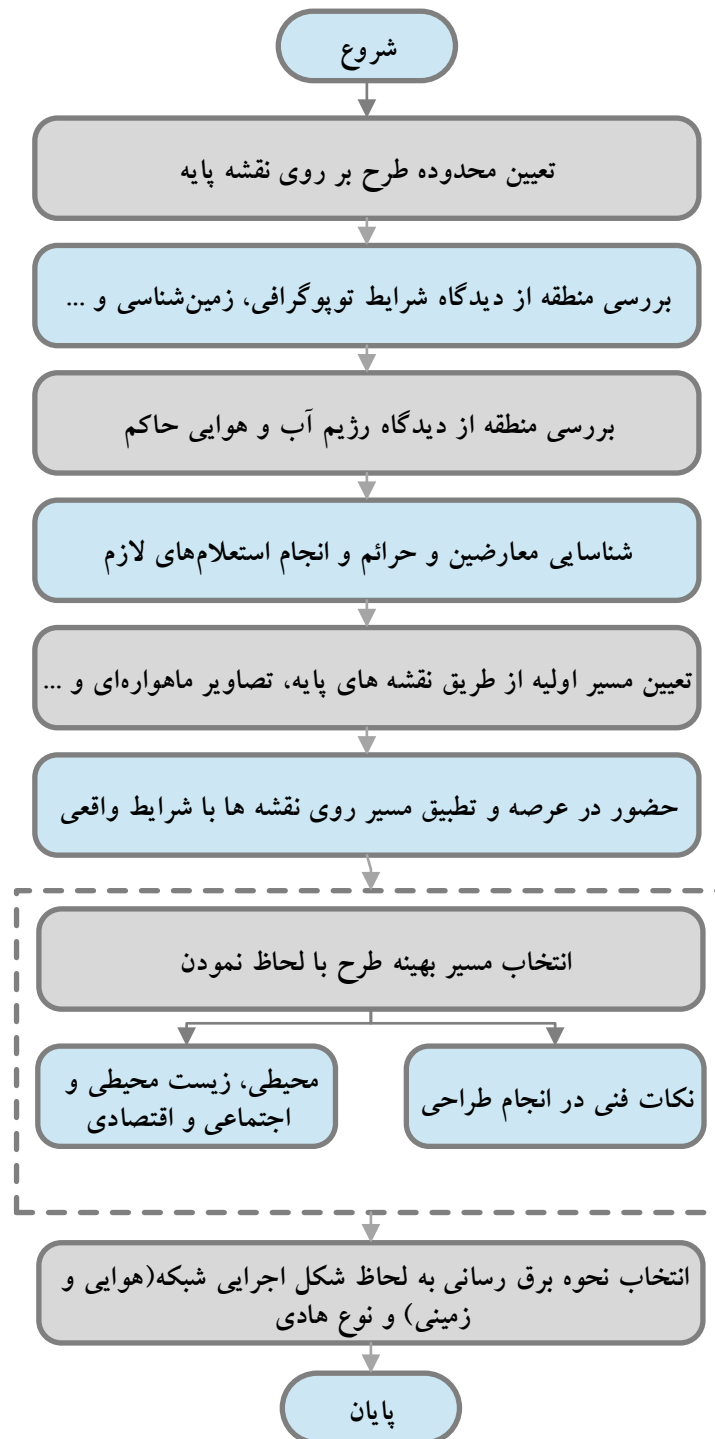 شروع
تعیین محدوده طرح بر روی نقشه پایه
بررسی منطقه از دیدگاه شرایط توپوگرافی، زمین‌شناسی و ...
بررسی منطقه از دیدگاه رژیم آب و هوایی حاکم
شناسایی معارضین و حرائم و انجام استعلام‌های لازم
تعیین مسیر اولیه از طریق نقشه های پایه، تصاویر ماهواره‌ای و ...
حضور در عرصه و تطبیق مسیر روی نقشه ها با شرایط واقعی
انتخاب مسیر بهینه طرح با لحاظ نمودن
نکات فنی در انجام طراحی
محیطی، زیست محیطی و
اجتماعی و اقتصادی
انتخاب نحوه برق رسانی به لحاظ شکل اجرایی شبکه(هوایی و
زمینی) و نوع هادی
پایان